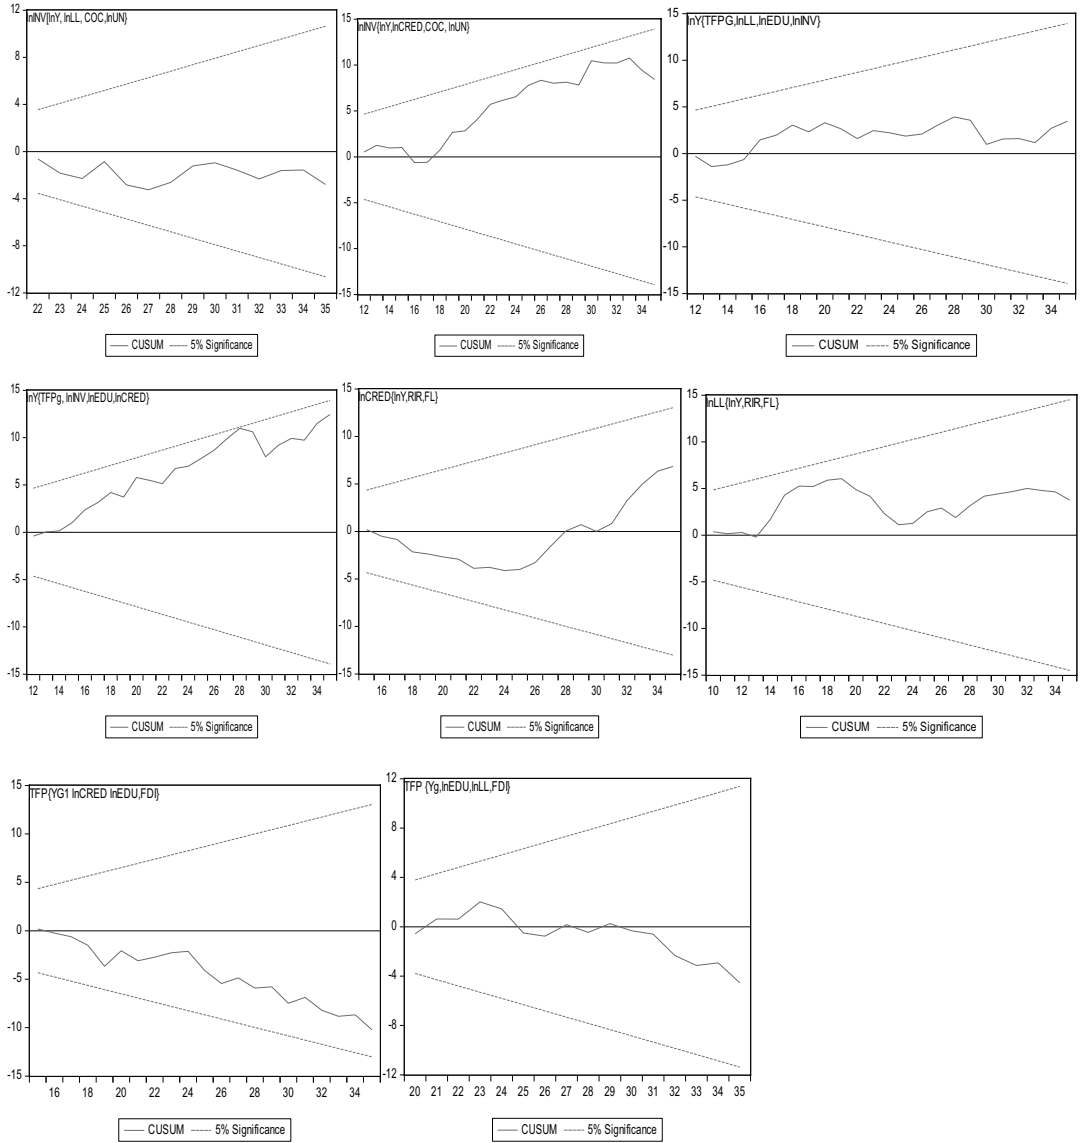 lnINV{lnY, lnLL, COC,lnUN}
12
8
4
0
-4
-8
-12
22 23 24 25 26 27 28 29 30 31 32 33 34 35
CUSUM 5% Significance
lnINV{lnY,lnCRED,COC, lnUN}
15
10
5
0
-5
-10
-15
12 14 16 18 20 22 24 26 28 30 32 34
CUSUM 5% Significance
lnY{TFPG,lnLL,lnEDU,lnINV}
15
10
5
0
-5
-10
-15
12 14 16 18 20 22 24 26 28 30 32 34
CUSUM 5% Significance
lnY{TFPg, lnINV,lnEDU,lnCRED}
15
10
5
0
-5
-10
-15
12 14 16 18 20 22 24 26 28 30 32 34
CUSUM 5% Significance
lnCRED{lnY,RIR,FL}
15
10
5
0
-5
-10
-15
16 18 20 22 24 26 28 30 32 34
CUSUM 5% Significance
lnLL{lnY,RIR,FL}
15
10
5
0
-5
-10
-15
10 12 14 16 18 20 22 24 26 28 30 32 34
CUSUM 5% Significance
TFP{YG1 lnCRED lnEDU,FDI}
15
10
5
0
-5
-10
-15
16 18 20 22 24 26 28 30 32 34
CUSUM 5% Significance
TFP {Yg,lnEDU,lnLL,FDI}
12
8
4
0
-4
-8
-12
20 21 22 23 24 25 26 27 28 29 30 31 32 33 34 35
CUSUM 5% Significance